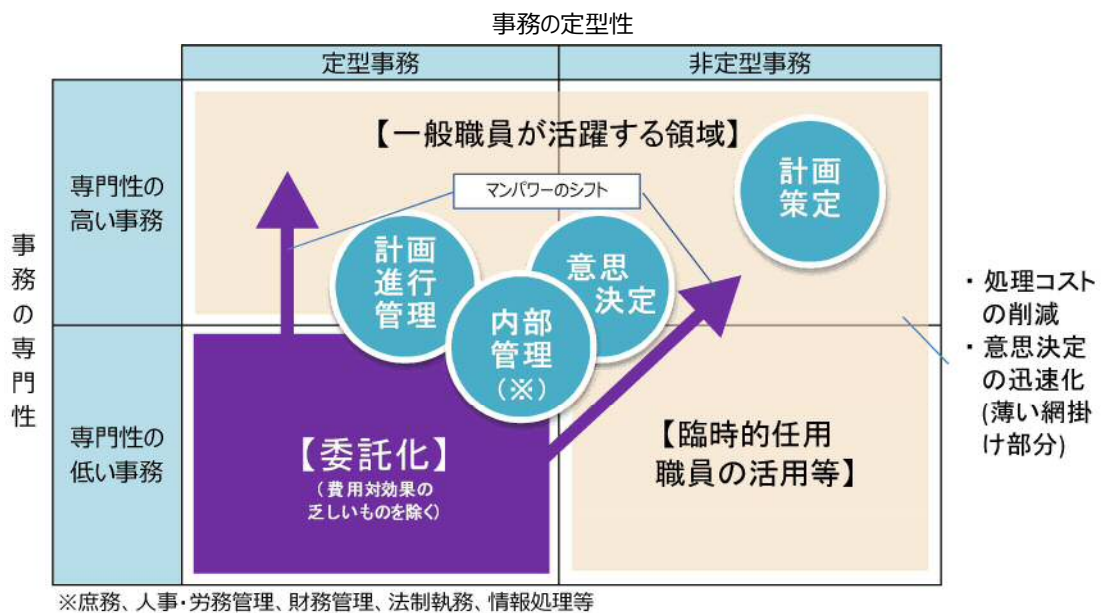 事務の定型性
定型事務
非定型事務
事務の専門性
専門性の
高い事務
【一般職員が活躍する領域】
マンパワーのシフト
計画
策定
計画
進行
管理
意思
決定
内部
管理
(※)
・処理コスト
の削減
・意思決定
の迅速化
(薄い網掛
け部分)
専門性の
低い事務
【委託化】
(費用対効果の
乏しいものを除く)
【臨時的任用
職員の活用等】
※庶務、人事・労務管理、財務管理、法制執務、情報処理等